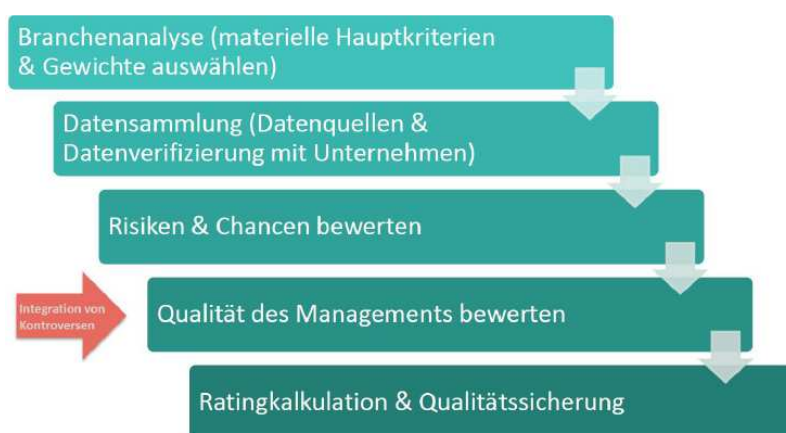 Branchenanalyse (materielle Hauptkriterien
& Gewichte auswählen)
Datensammlung (Datenquellen &
Datenverifizierung mit Unternehmen)
Risiken & Chancen bewerten
Integration von
Kontroversen
Qualität des Managements bewerten
Ratingkalkulation & Qualitätssicherung